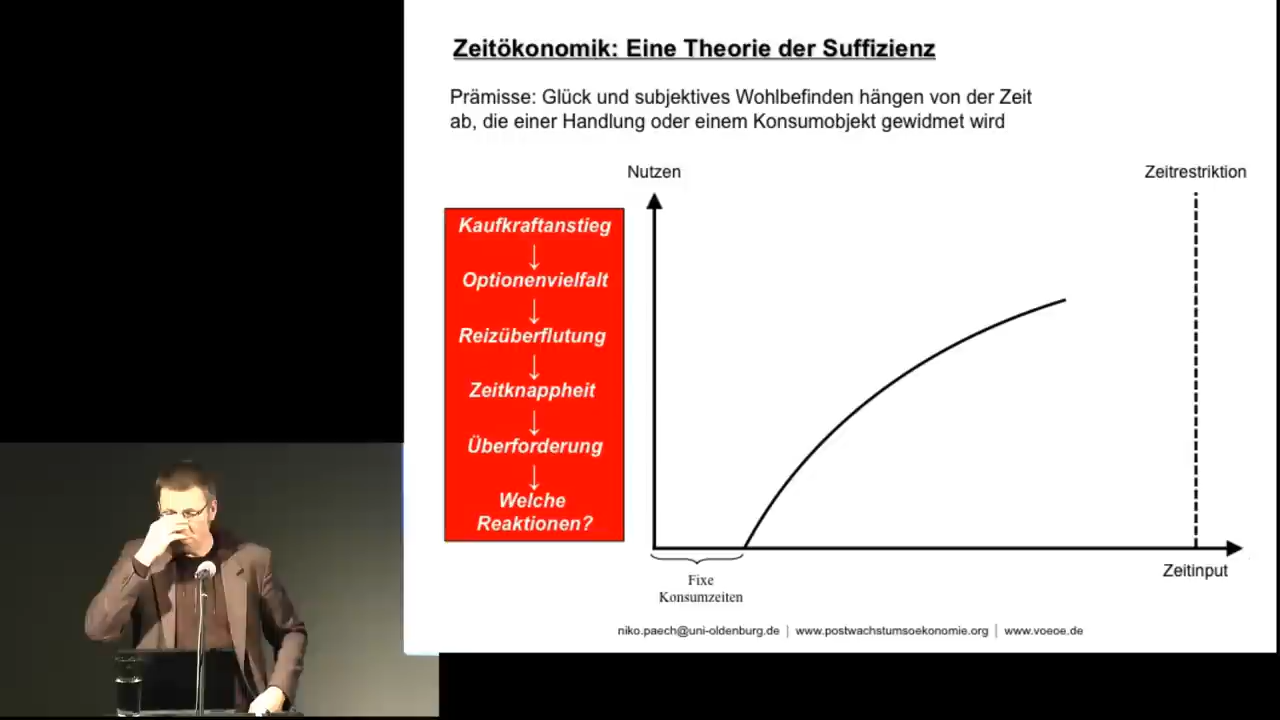 Zeitökonomik: Eine Theorie der Suffizienz
Prämisse: Glück und subjektives Wohlbefinden hängen von der Zeit
ab, die einer Handlung oder einem Konsumobjekt gewidmet wird
Nutzen
Zeitrestriktion
Kaufkraftanstieg
↓
Optionenvielfalt
↓
Reizüberflutung
↓
Zeitknappheit
↓
Überforderung
↓
Welche
Reaktionen?
Zeitinput
Fixe
Konsumzeiten
niko.paech@uni-oldenburg.de | www.postwachstumsoekonomie.org | www.voeoe.de